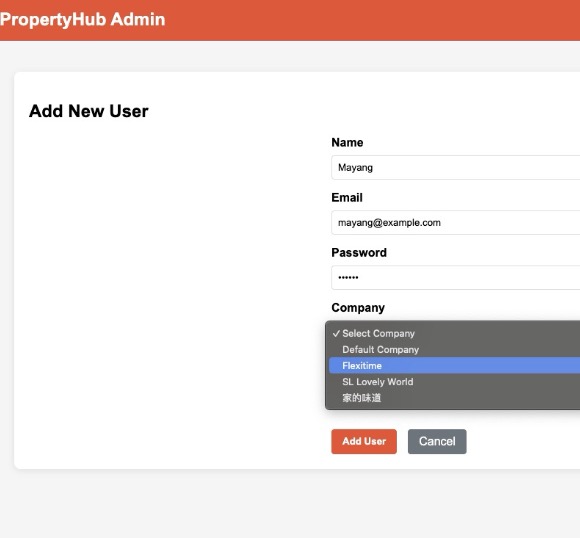 PropertyHub Admin
Add New User
Name
Mayang
Email
mayang@example.com
Password
••••••
Company
✓ Select Company
Default Company
Flexitime
SL Lovely World
家的味道
Add User Cancel